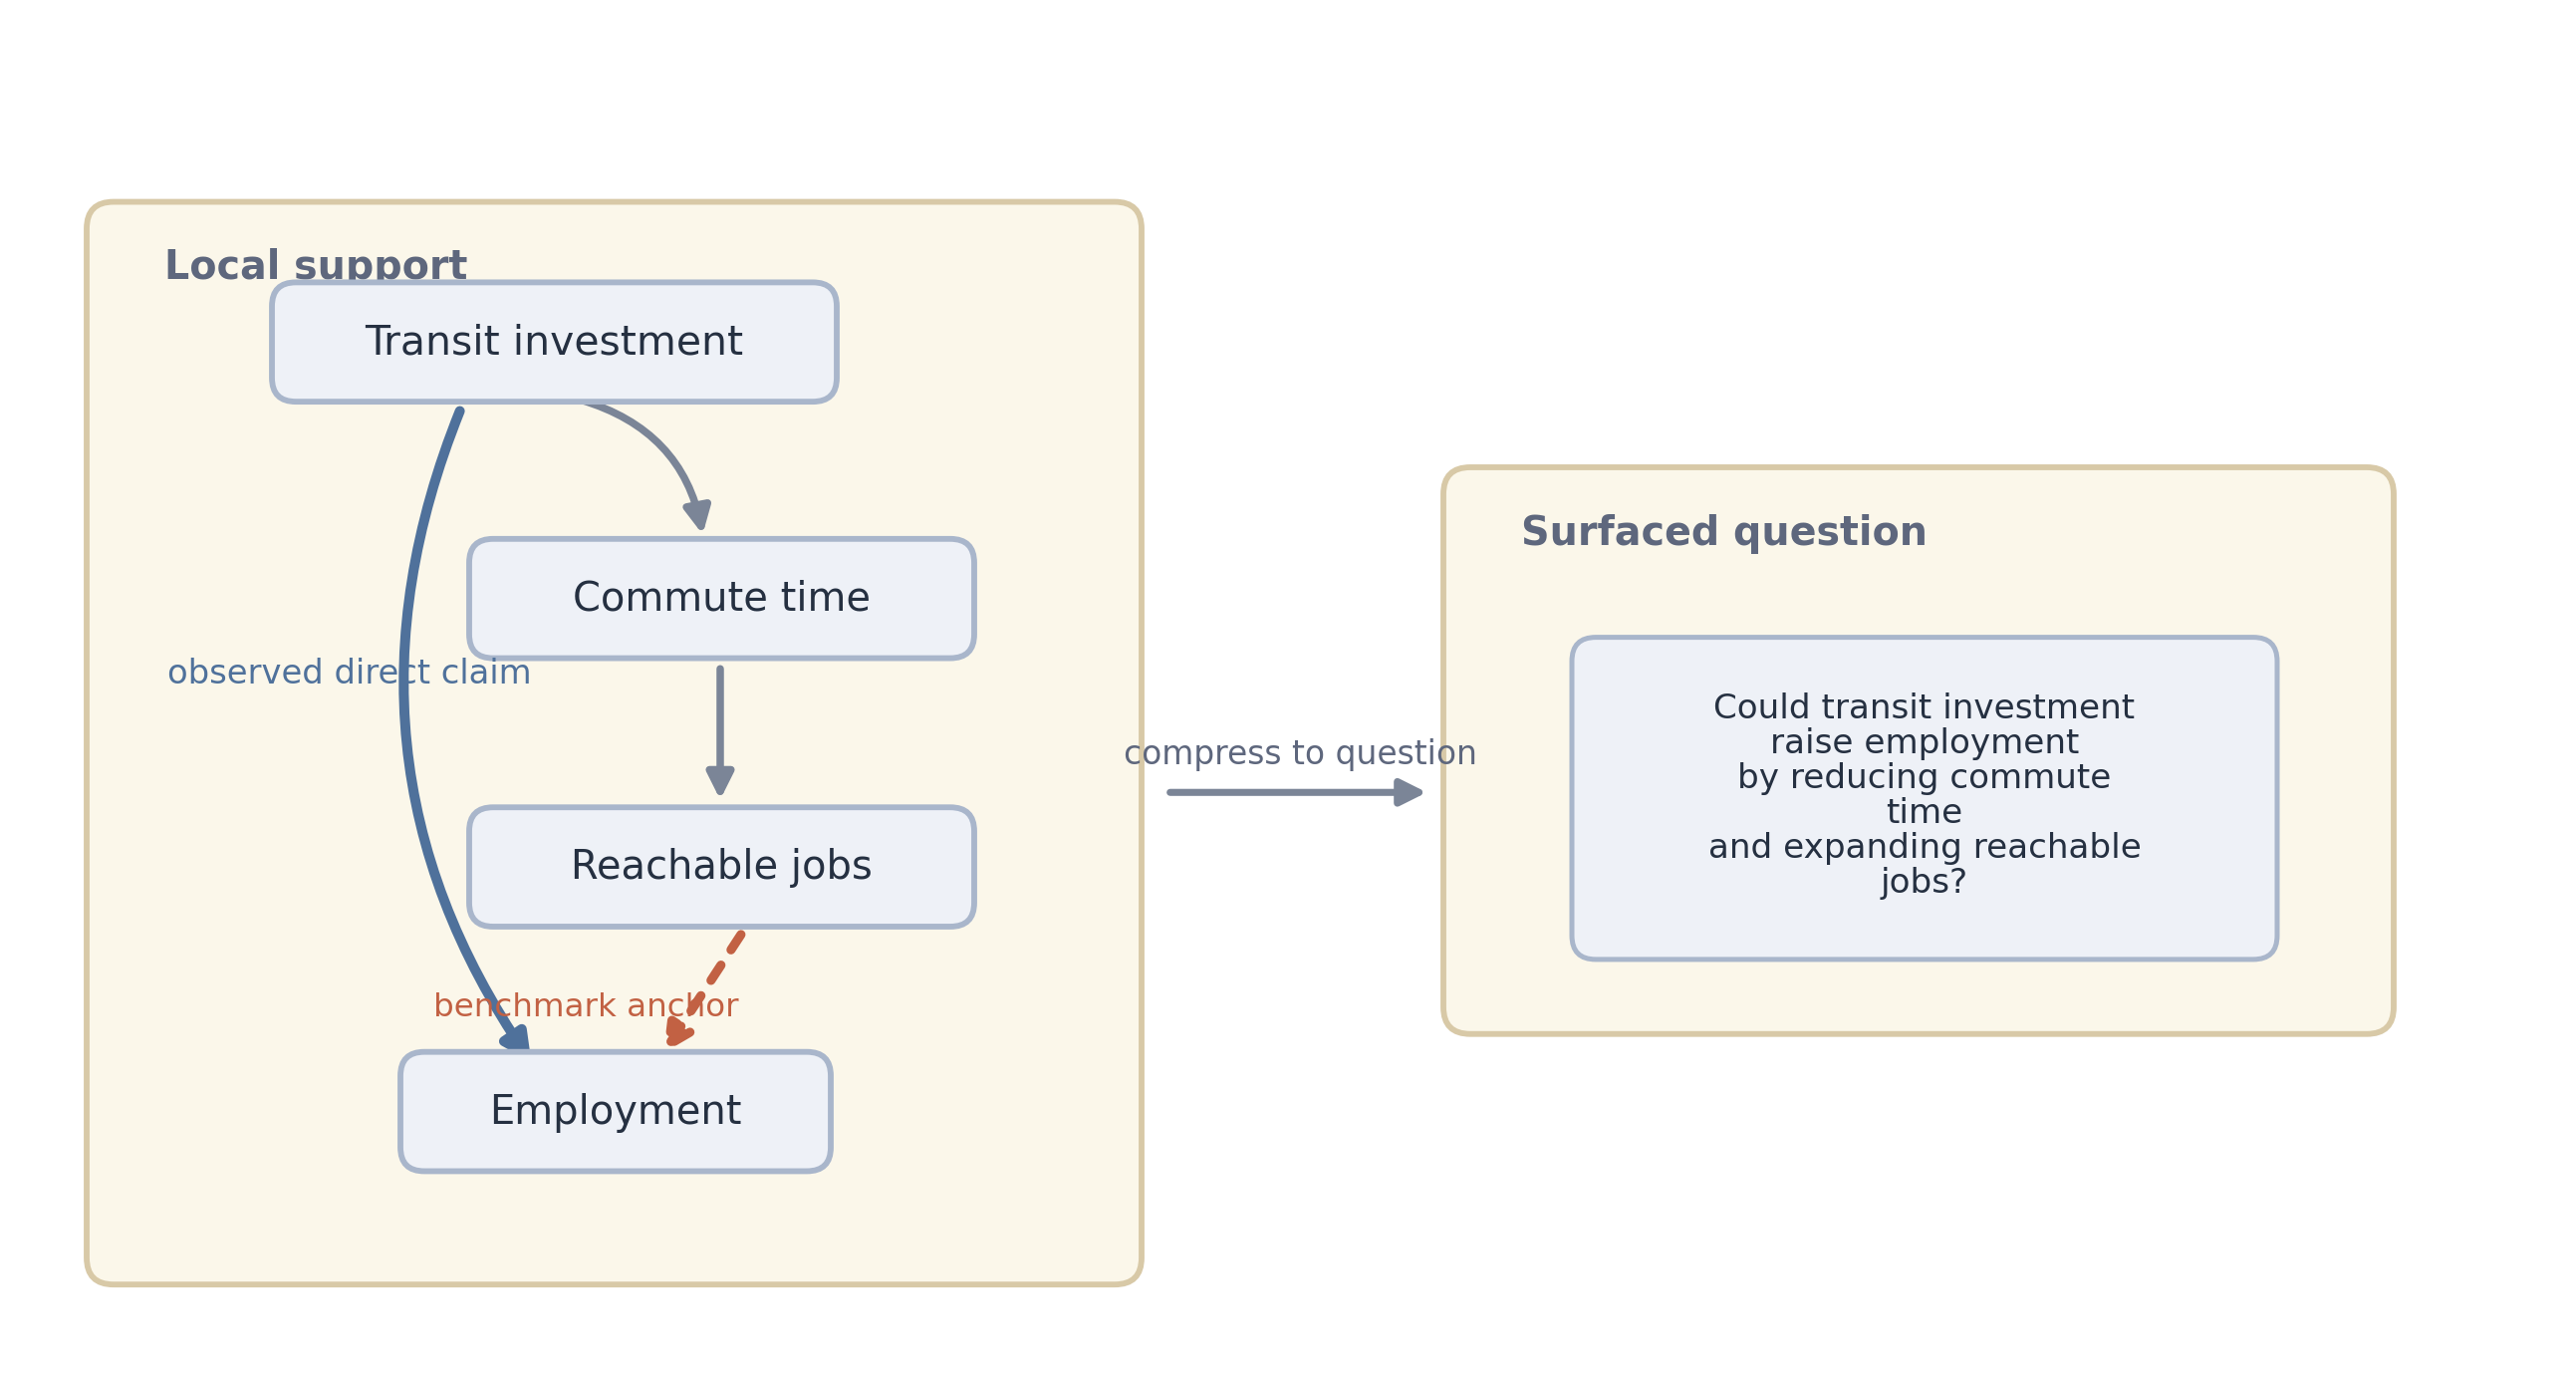 Local support
Transit investment
Commute time
observed direct claim
Reachable jobs
benchmark anchor
Employment
compress to question
Surfaced question
Could transit investment
raise employment
by reducing commute
time
and expanding reachable
jobs?